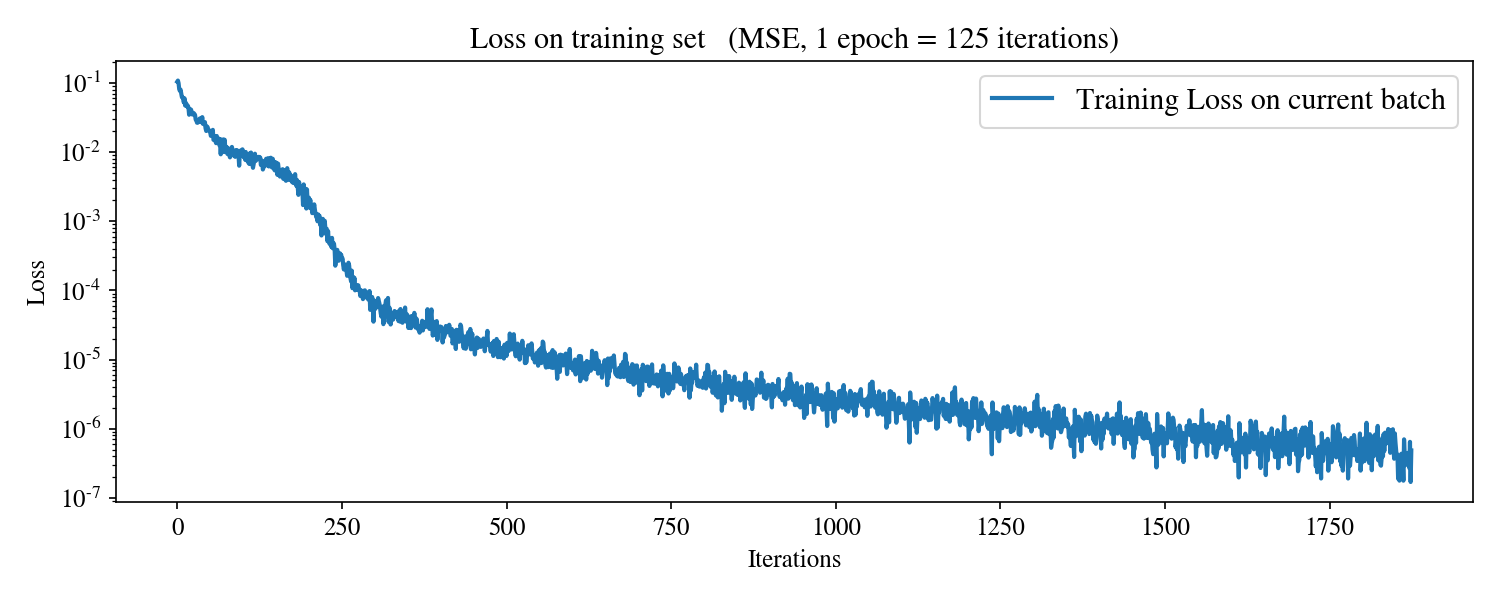 Loss on training set (MSE, 1 epoch = 125 iterations)
Training Loss on current batch
Loss
10⁻¹
10⁻²
10⁻³
10⁻⁴
10⁻⁵
10⁻⁶
10⁻⁷
0 250 500 750 1000 1250 1500 1750
Iterations